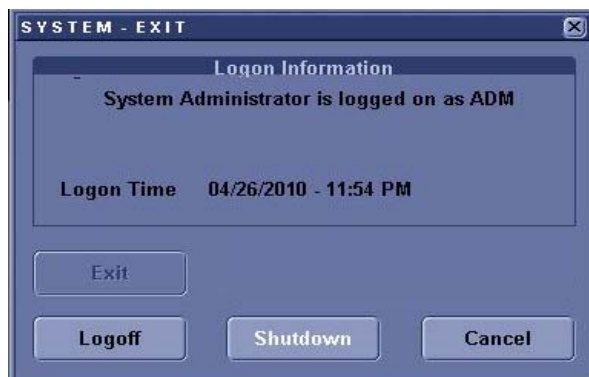 SYSTEM - EXIT
Logon Information
System Administrator is logged on as ADM
Logon Time 04/26/2010 - 11:54 PM
Exit
Logoff Shutdown Cancel